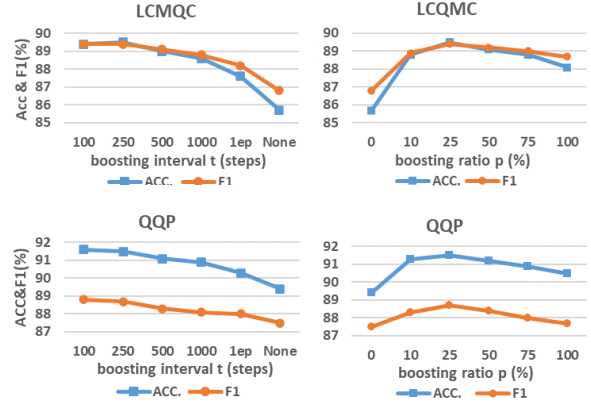 LCMQC
Acc & F1(%)
90
89
88
87
86
85
100 250 500 1000 1ep None
boosting interval t (steps)
ACC. F1
LCQMC
90
89
88
87
86
85
0 10 25 50 75 100
boosting ratio p (%)
ACC. F1
QQP
ACC&F1(%)
92
91
90
89
88
87
100 250 500 1000 1ep None
boosting interval t (steps)
ACC. F1
QQP
92
91
90
89
88
87
0 10 25 50 75 100
boosting ratio p (%)
ACC. F1